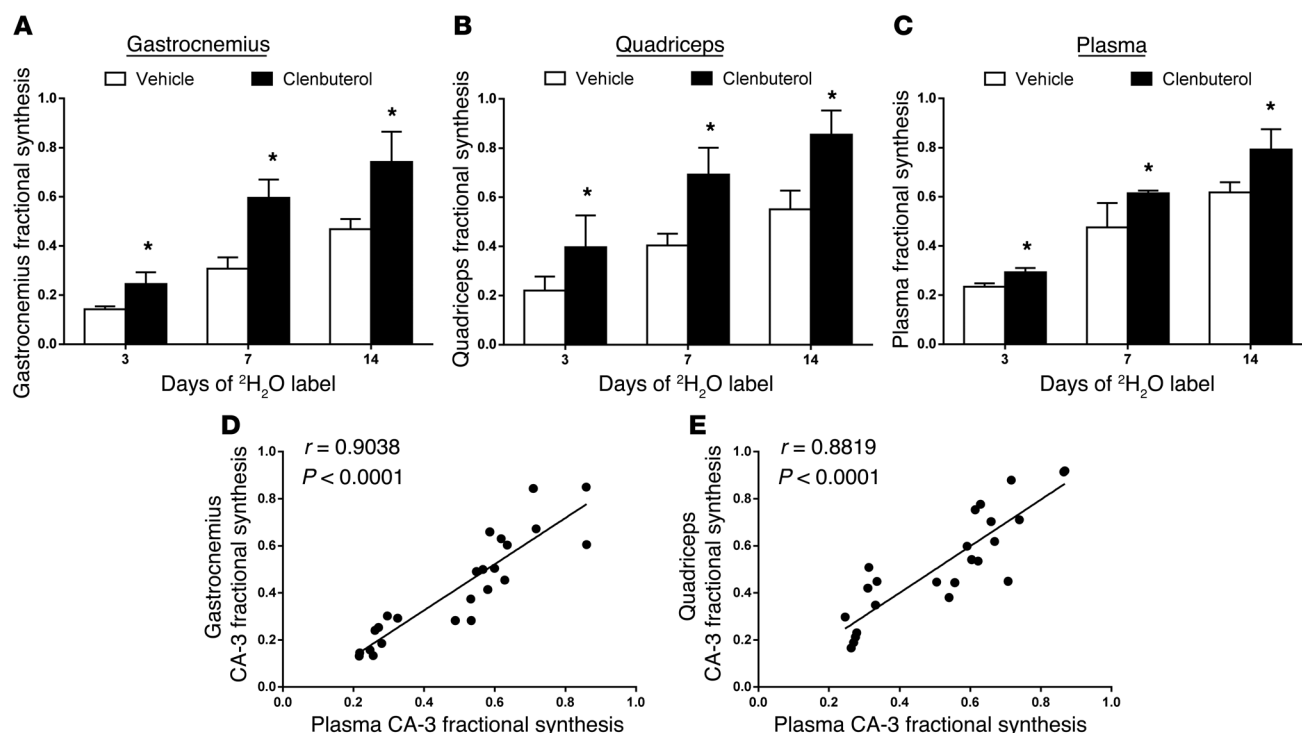 A
Gastrocnemius
Vehicle
Clenbuterol
Gastrocnemius fractional synthesis
1.0
0.8
0.6
0.4
0.2
0.0
*
*
*
3
7
14
Days of ²H₂O label
B
Quadriceps
Vehicle
Clenbuterol
Quadriceps fractional synthesis
1.0
0.8
0.6
0.4
0.2
0.0
*
*
*
3
7
14
Days of ²H₂O label
C
Plasma
Vehicle
Clenbuterol
Plasma fractional synthesis
1.0
0.8
0.6
0.4
0.2
0.0
*
*
*
3
7
14
Days of ²H₂O label
D
r = 0.9038
P < 0.0001
Gastrocnemius
CA-3 fractional synthesis
1.0
0.8
0.6
0.4
0.2
0.0
0.0
0.2
0.4
0.6
0.8
1.0
Plasma CA-3 fractional synthesis
E
r = 0.8819
P < 0.0001
Quadriceps
CA-3 fractional synthesis
1.0
0.8
0.6
0.4
0.2
0.0
0.0
0.2
0.4
0.6
0.8
1.0
Plasma CA-3 fractional synthesis